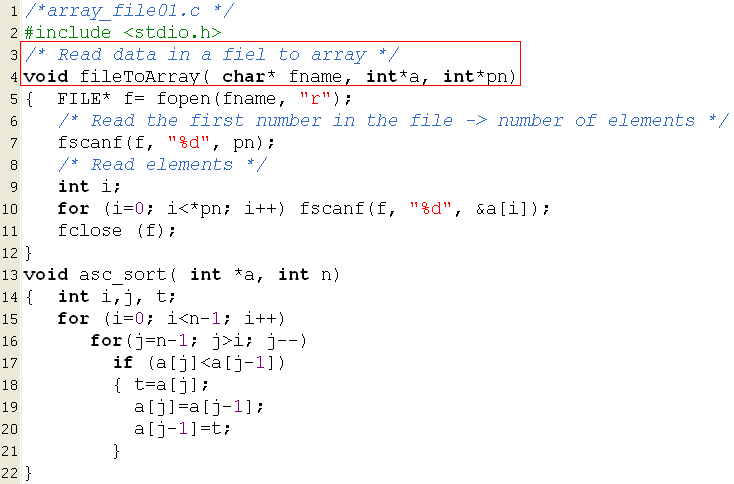 1 /*array_file01.c */
2 #include <stdio.h>
3 /* Read data in a fiel to array */
4 void fileToArray( char* fname, int*a, int*pn)
5 {  FILE* f= fopen(fname, "r");
6    /* Read the first number in the file -> number of elements */
7    fscanf(f, "%d", pn);
8    /* Read elements */
9    int i;
10    for (i=0; i<*pn; i++) fscanf(f, "%d", &a[i]);
11    fclose (f);
12 }
13 void asc_sort( int *a, int n)
14 {  int i,j, t;
15    for (i=0; i<n-1; i++)
16       for(j=n-1; j>i; j--)
17         if (a[j]<a[j-1])
18         { t=a[j];
19           a[j]=a[j-1];
20           a[j-1]=t;
21         }
22 }